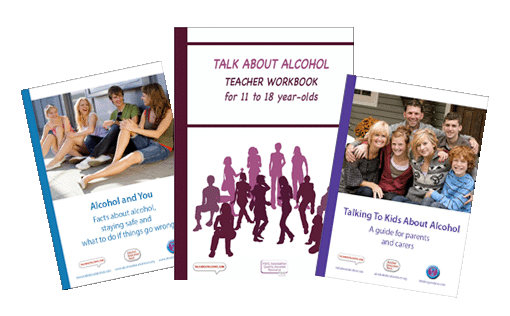 Alcohol and You
Facts about alcohol,
staying safe and
what to do if things go wrong
TALK ABOUT ALCOHOL
TEACHER WORKBOOK
for 11 to 18 year-olds
Talking To Kids About Alcohol
A guide for parents
and carers